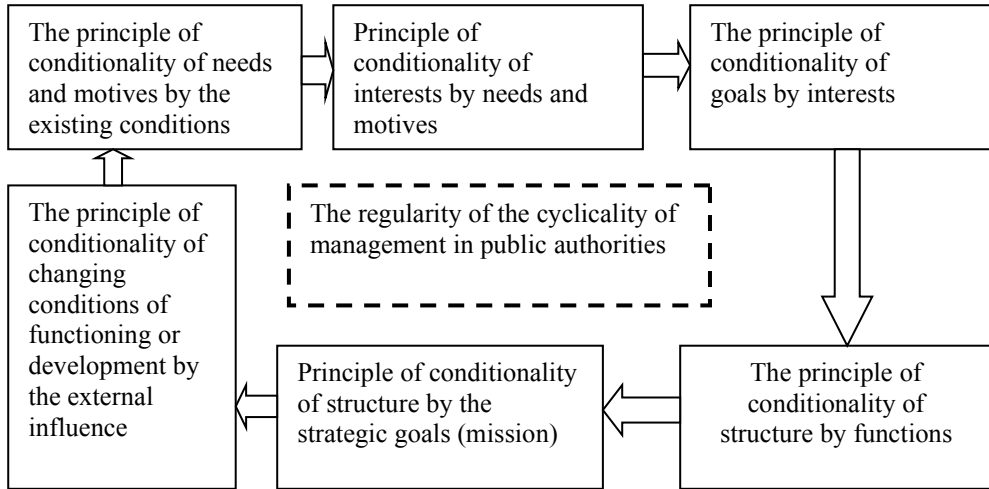 The principle of
conditionality of needs
and motives by the
existing conditions
Principle of
conditionality of
interests by needs and
motives
The principle of
conditionality of
goals by interests
The principle of
conditionality of
changing
conditions of
functioning or
development by
the external
influence
The regularity of the cyclicality of
management in public authorities
Principle of conditionality
of structure by the
strategic goals (mission)
The principle of
conditionality of
structure by functions